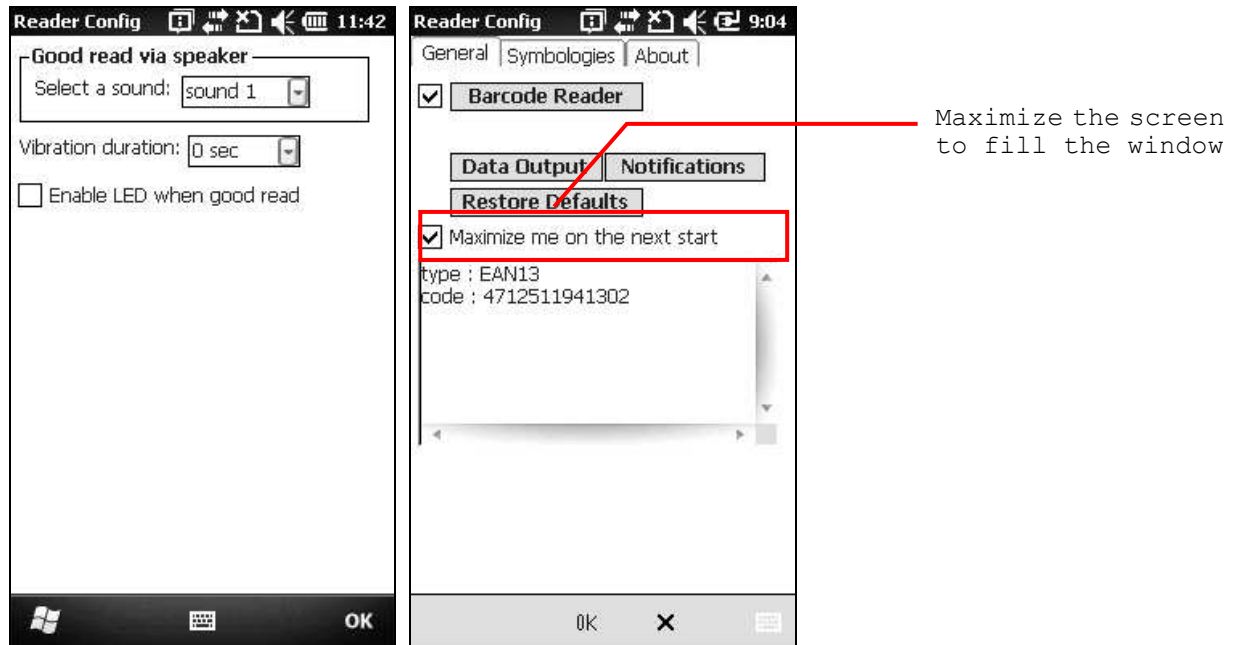 Reader Config 11:42
Good read via speaker
Select a sound: sound 1
Vibration duration: 0 sec
Enable LED when good read
OK
Reader Config 9:04
General Symbologies About
Barcode Reader
Data Output Notifications
Restore Defaults
Maximize me on the next start
type : EAN13
code : 4712511941302
OK
Maximize the screen
to fill the window